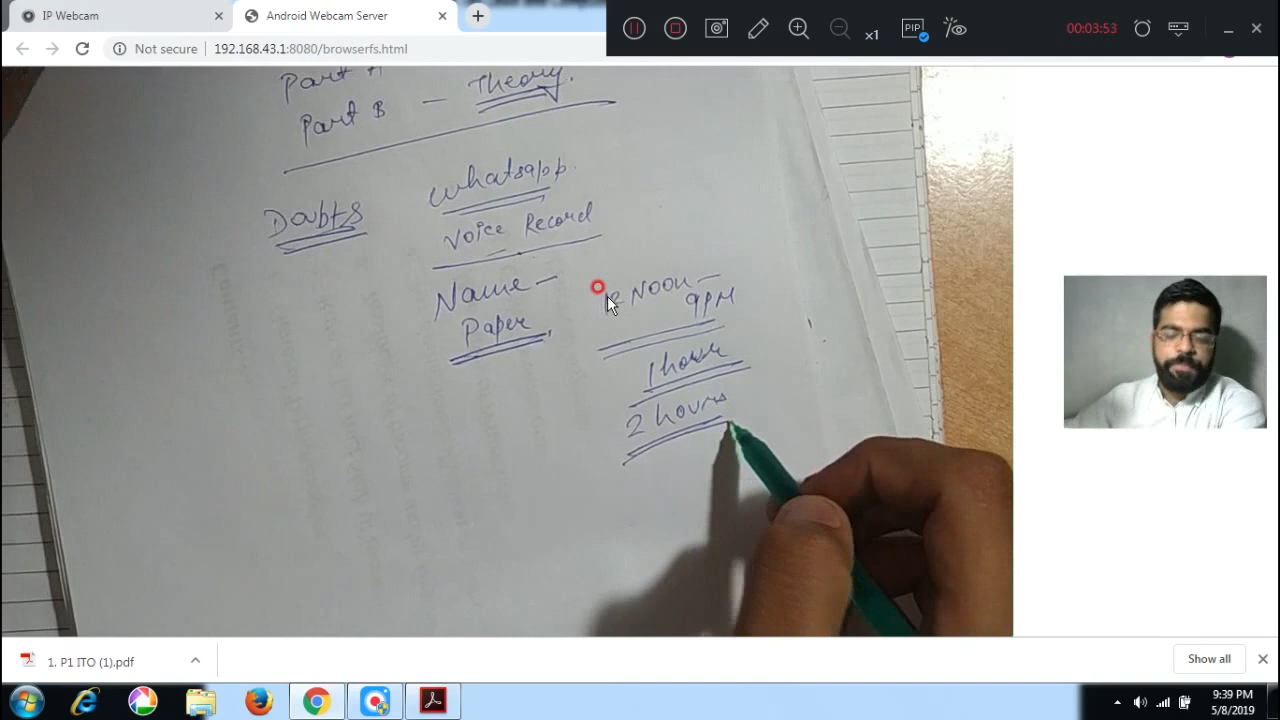 IP Webcam
Android Webcam Server
PIP
x1
00:03:53
Not secure
192.168.43.1:8080/browserfs.html
Part A
Part B - Theory.
Doubts
Whatsapp.
Voice Record
Name -
Paper
NOON -
9PM
1 hour
2 hours
1. P1 ITO (1).pdf
Show all
9:39 PM
5/8/2019